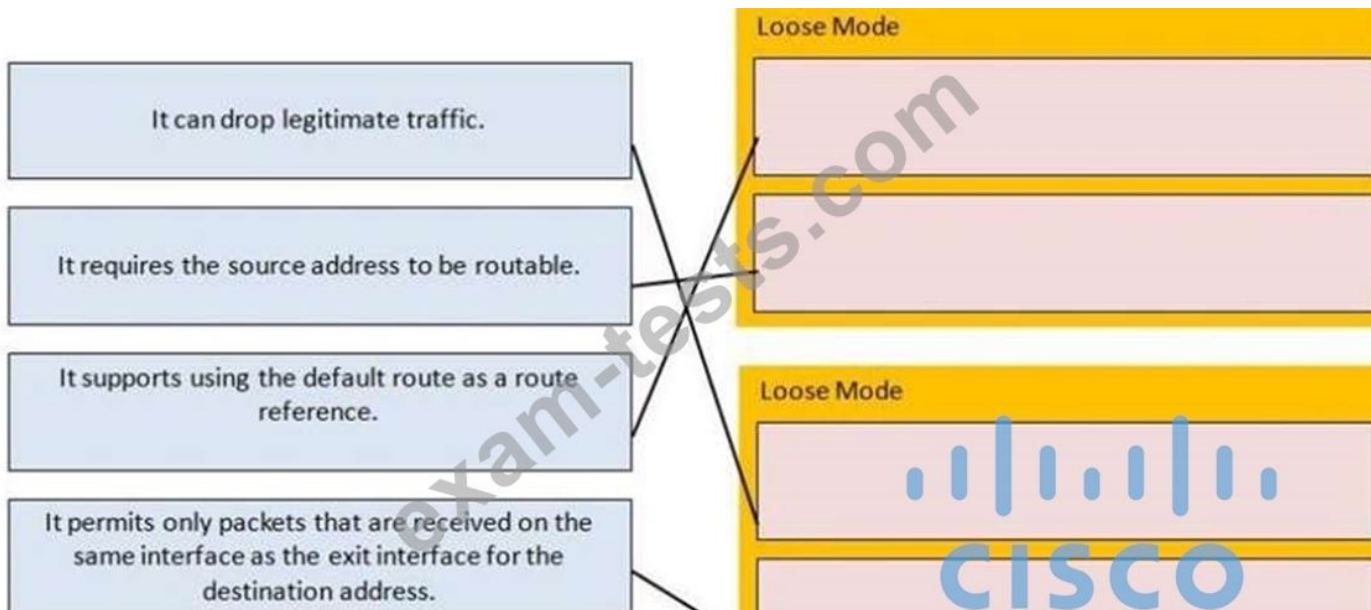 Loose Mode
It can drop legitimate traffic.
It requires the source address to be routable.
It supports using the default route as a route
reference.
Loose Mode
It permits only packets that are received on the
same interface as the exit interface for the
destination address.
exam-tests.com
CISCO